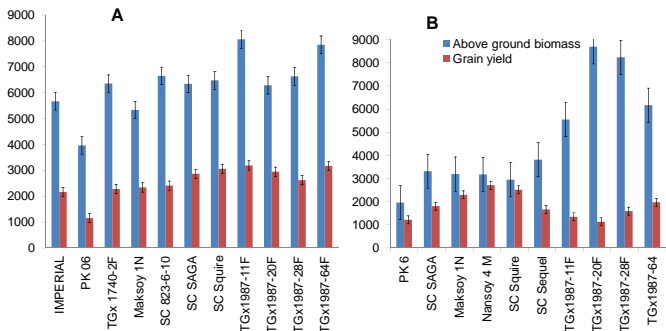 A
9000
8000
7000
6000
5000
4000
3000
2000
1000
0
IMPERIAL
PK 06
TGx 1740-2F
Maksoy 1N
SC 823-6-10
SC SAGA
SC Squire
TGx1987-11F
TGx1987-20F
TGx1987-28F
TGx1987-64F
B
Above ground biomass
Grain yield
9000
8000
7000
6000
5000
4000
3000
2000
1000
0
PK 6
SC SAGA
Maksoy 1N
Nansoy 4 M
SC Squire
SC Sequel
TGx1987-11F
TGx1987-20F
TGx1987-28F
TGx1987-64